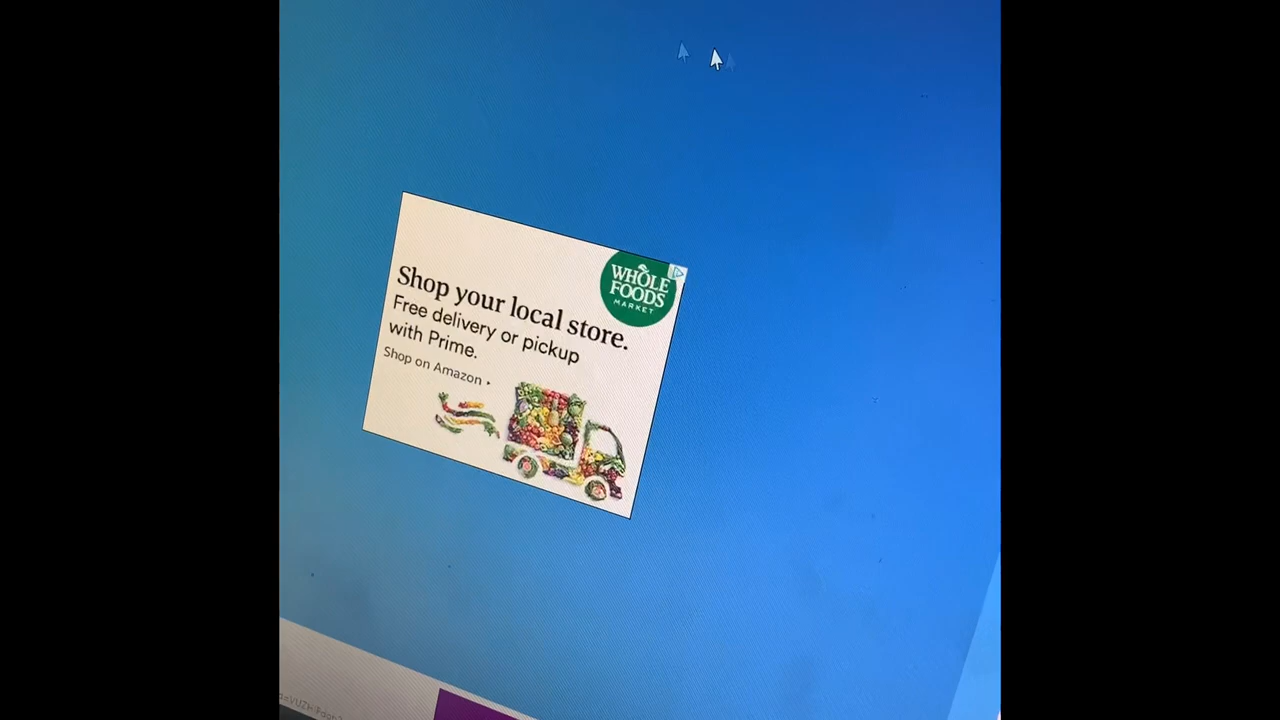 WHOLE
FOODS
MARKET
Shop your local store.
Free delivery or pickup
with Prime.
Shop on Amazon